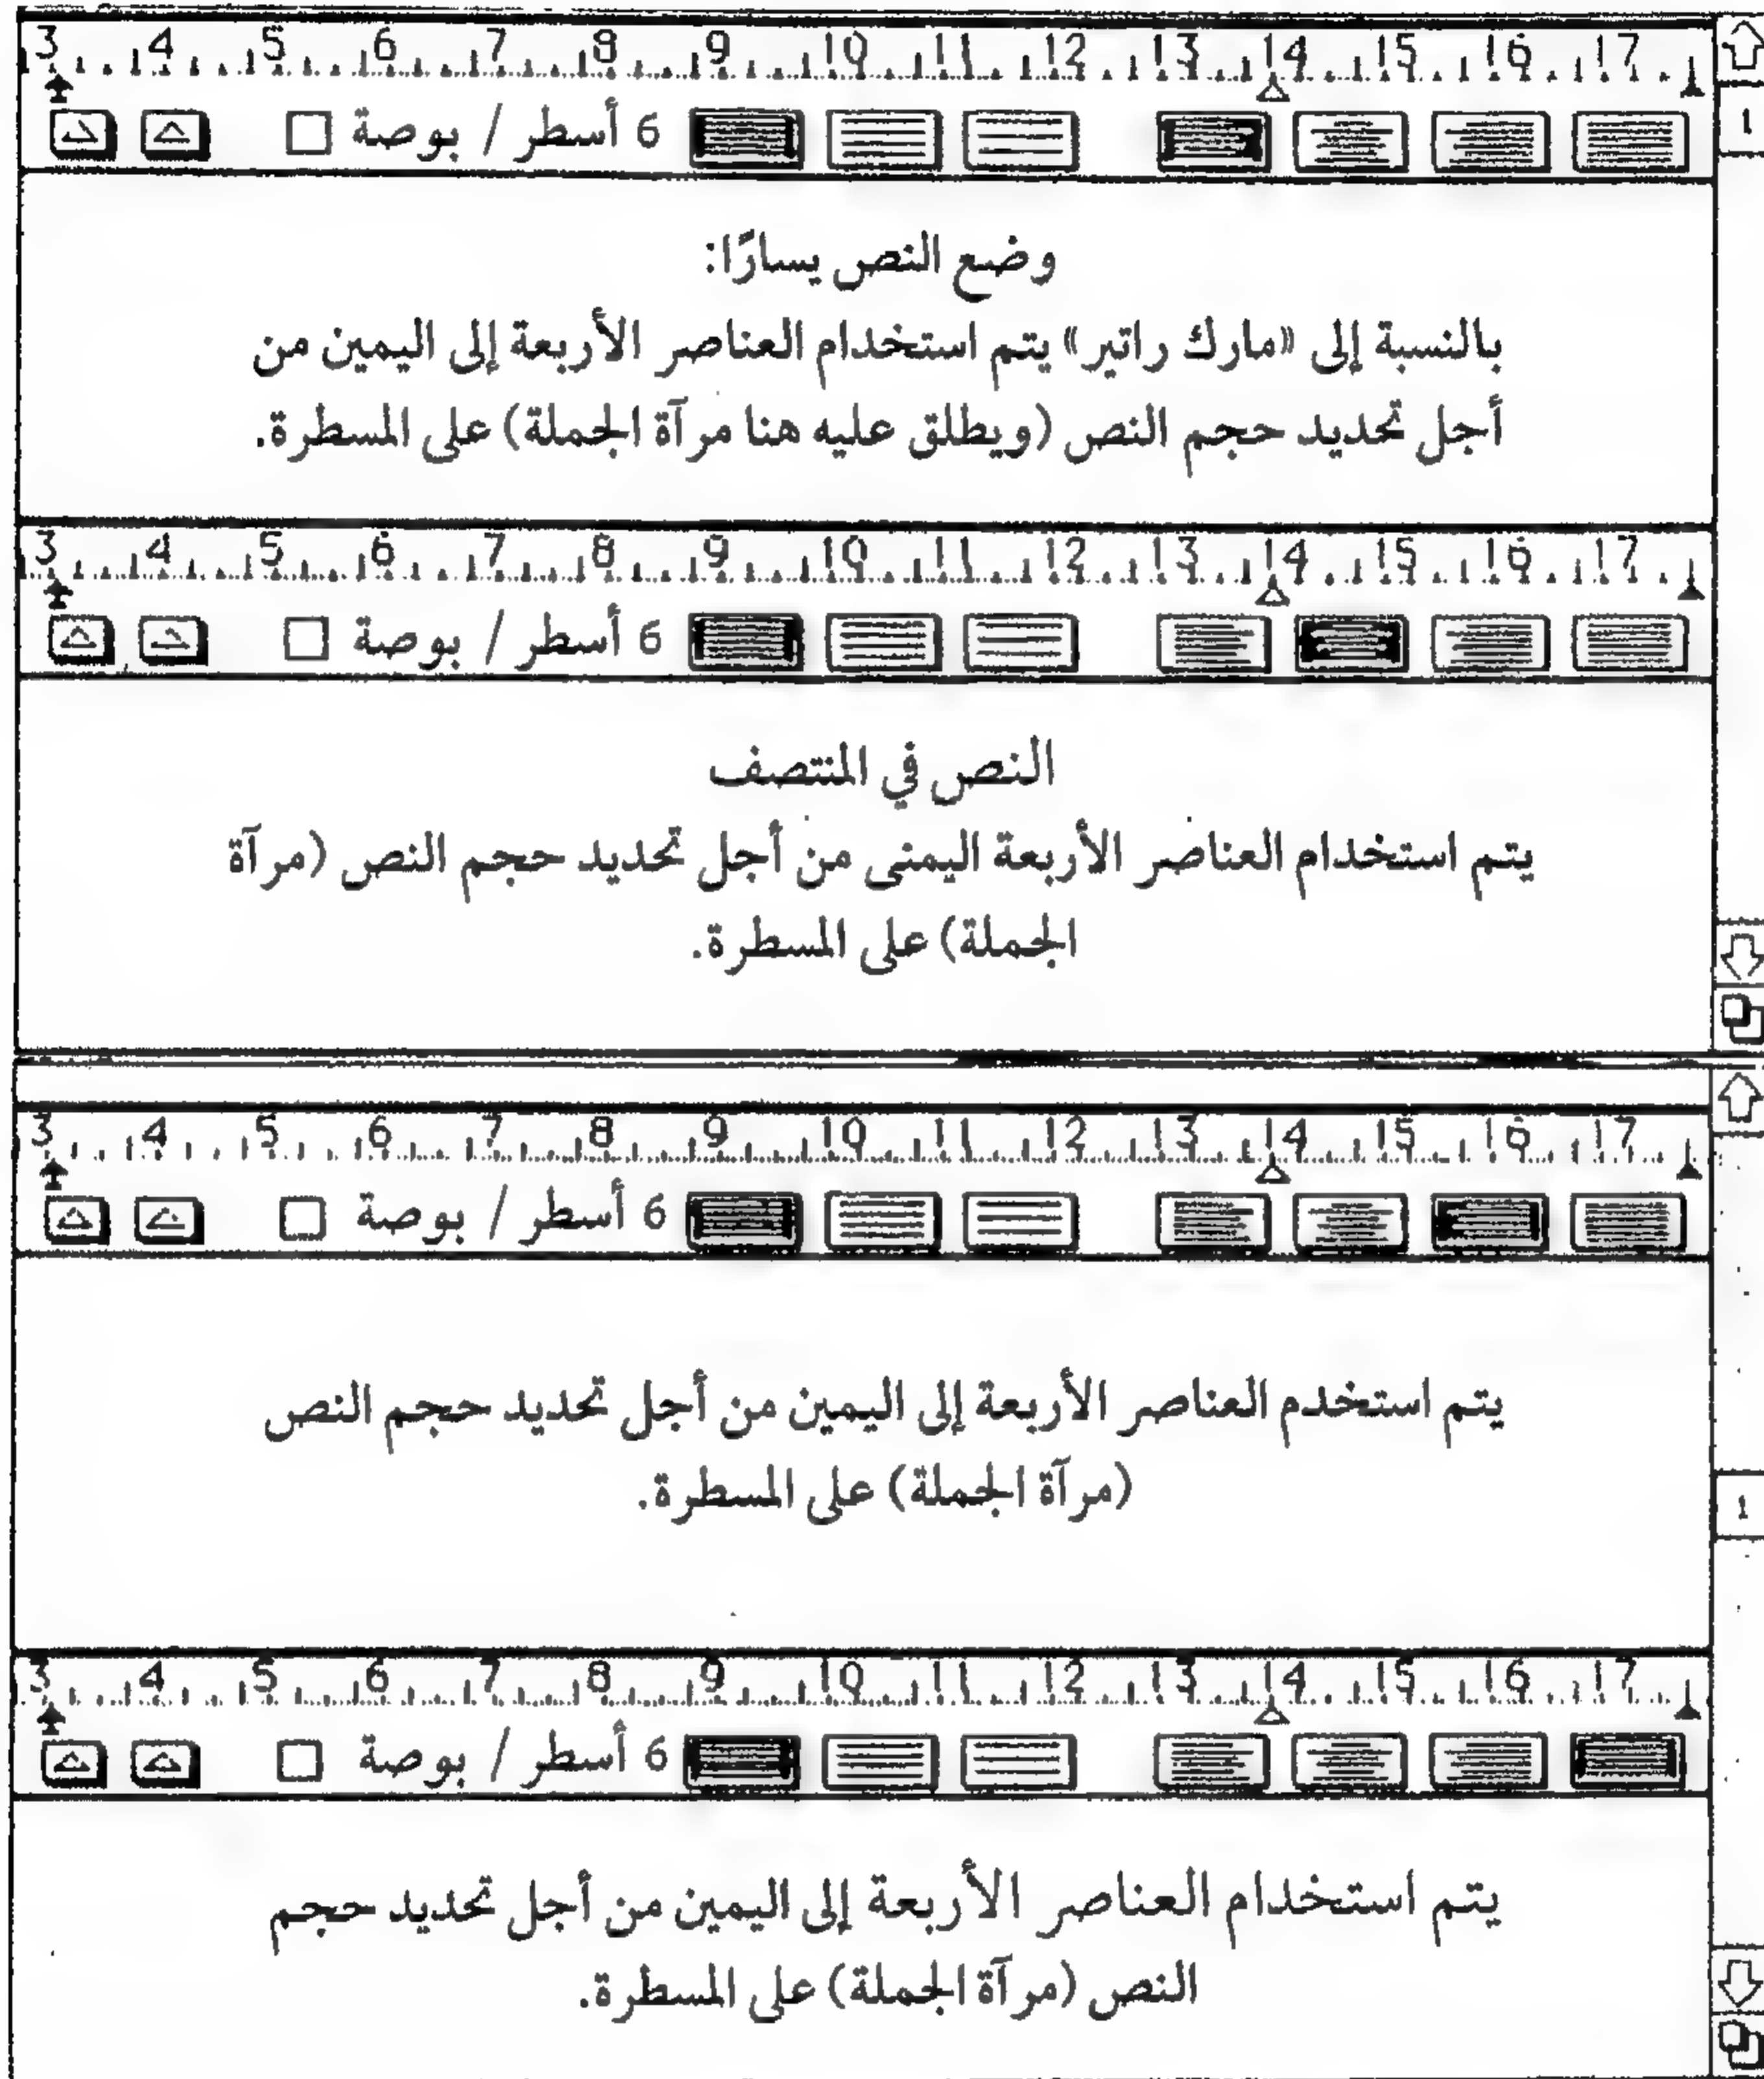 3 4 5 6 7 8 9 10 11 12 13 14 15 16 17
6 أسطر / بوصة
1
وضع النص يسارًا:
بالنسبة إلى «مارك راتير» يتم استخدام العناصر الأربعة إلى اليمين من
أجل تحديد حجم النص (ويطلق عليه هنا مرآة الجملة) على المسطرة.
3 4 5 6 7 8 9 10 11 12 13 14 15 16 17
6 أسطر / بوصة
النص في المنتصف
يتم استخدام العناصر الأربعة اليمنى من أجل تحديد حجم النص (مرآة
الجملة) على المسطرة.
3 4 5 6 7 8 9 10 11 12 13 14 15 16 17
6 أسطر / بوصة
يتم استخدم العناصر الأربعة إلى اليمين من أجل تحديد حجم النص
(مرآة الجملة) على المسطرة.
1
3 4 5 6 7 8 9 10 11 12 13 14 15 16 17
6 أسطر / بوصة
يتم استخدام العناصر الأربعة إلى اليمين من أجل تحديد حجم
النص (مرآة الجملة) على المسطرة.